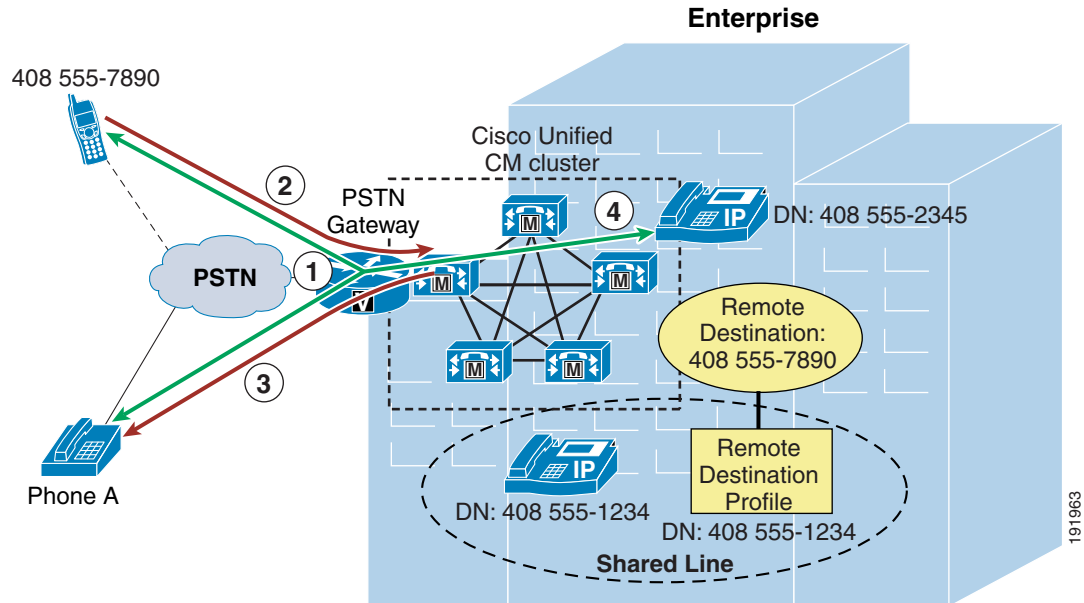 Enterprise
408 555-7890
Cisco Unified
CM cluster
2
PSTN
Gateway
4
IP
DN: 408 555-2345
M
PSTN
1
M
M
V
Remote
Destination:
408 555-7890
M
M
3
Phone A
IP
DN: 408 555-1234
Remote
Destination
Profile
DN: 408 555-1234
Shared Line
191963